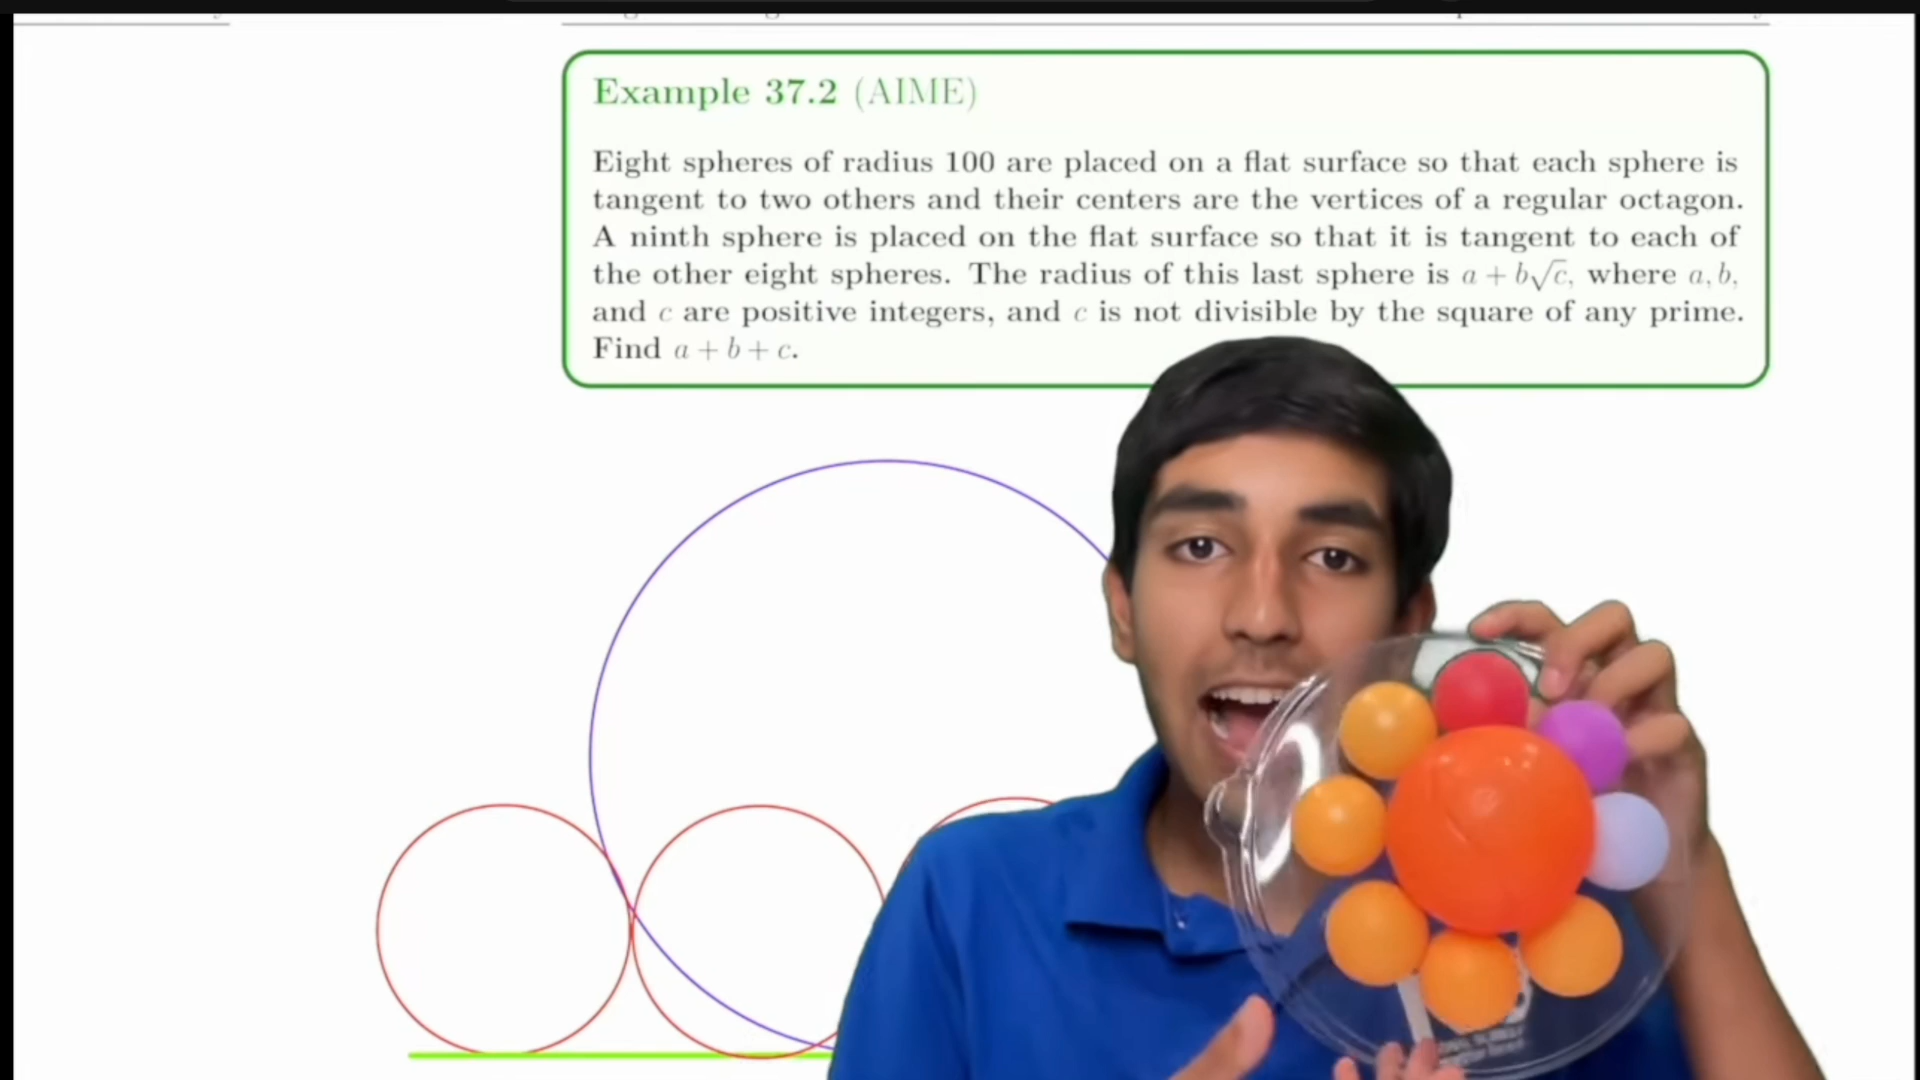 Example 37.2 (AIME)
Eight spheres of radius 100 are placed on a flat surface so that each sphere is
tangent to two others and their centers are the vertices of a regular octagon.
A ninth sphere is placed on the flat surface so that it is tangent to each of
the other eight spheres. The radius of this last sphere is a + b√c, where a, b,
and c are positive integers, and c is not divisible by the square of any prime.
Find a + b + c.